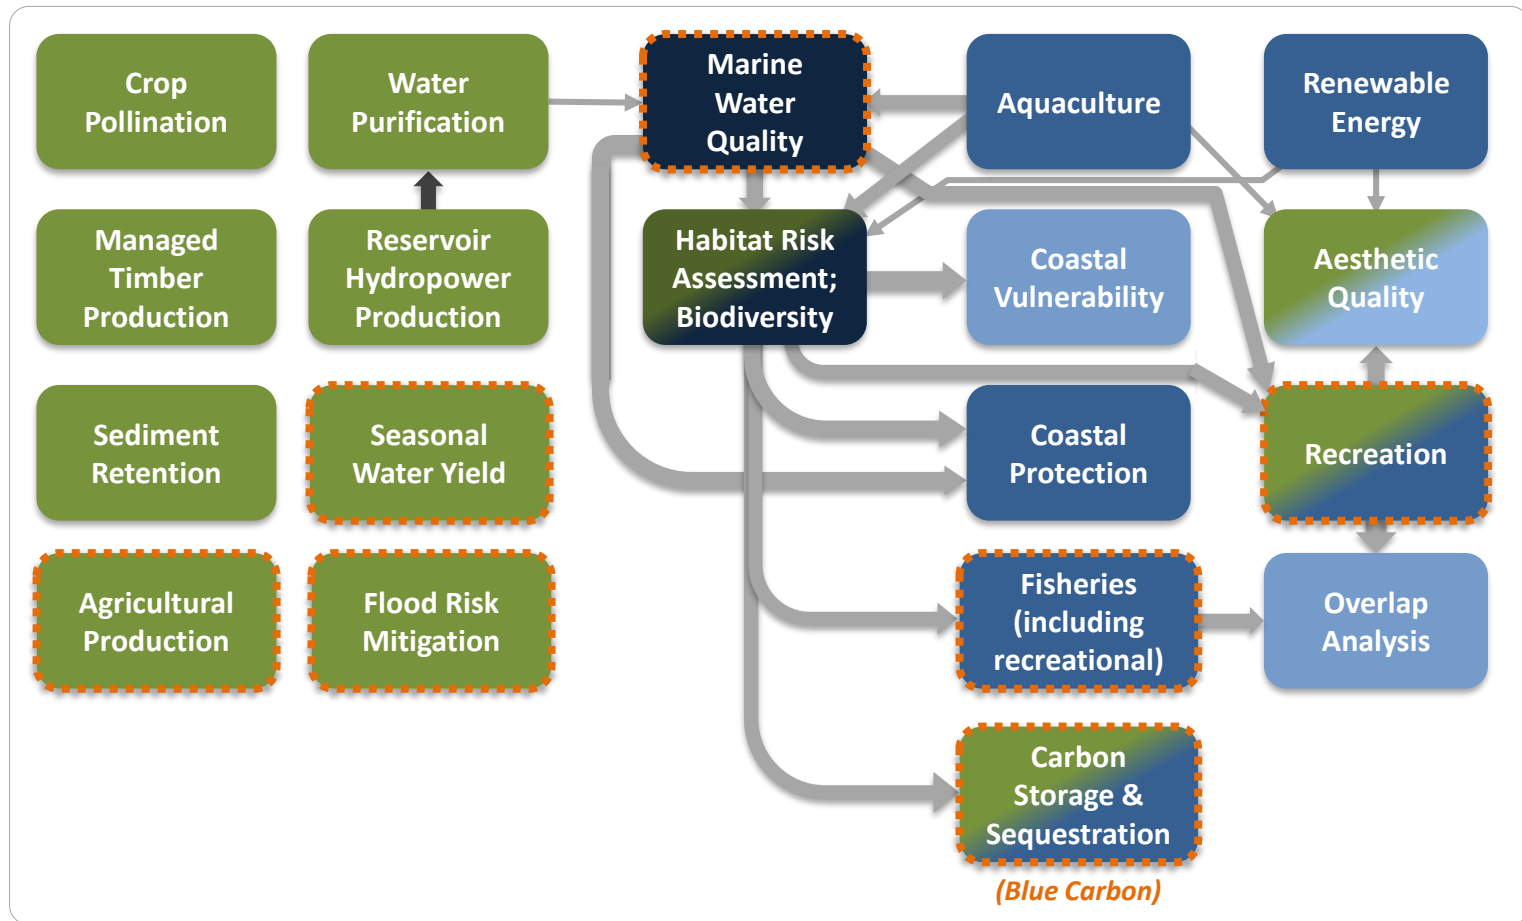 Crop
Pollination
Water
Purification
Marine
Water
Quality
Aquaculture
Renewable
Energy
Managed
Timber
Production
Reservoir
Hydropower
Production
Habitat Risk
Assessment;
Biodiversity
Coastal
Vulnerability
Aesthetic
Quality
Sediment
Retention
Seasonal
Water Yield
Coastal
Protection
Recreation
Agricultural
Production
Flood Risk
Mitigation
Fisheries
(including
recreational)
Overlap
Analysis
Carbon
Storage &
Sequestration
(Blue Carbon)